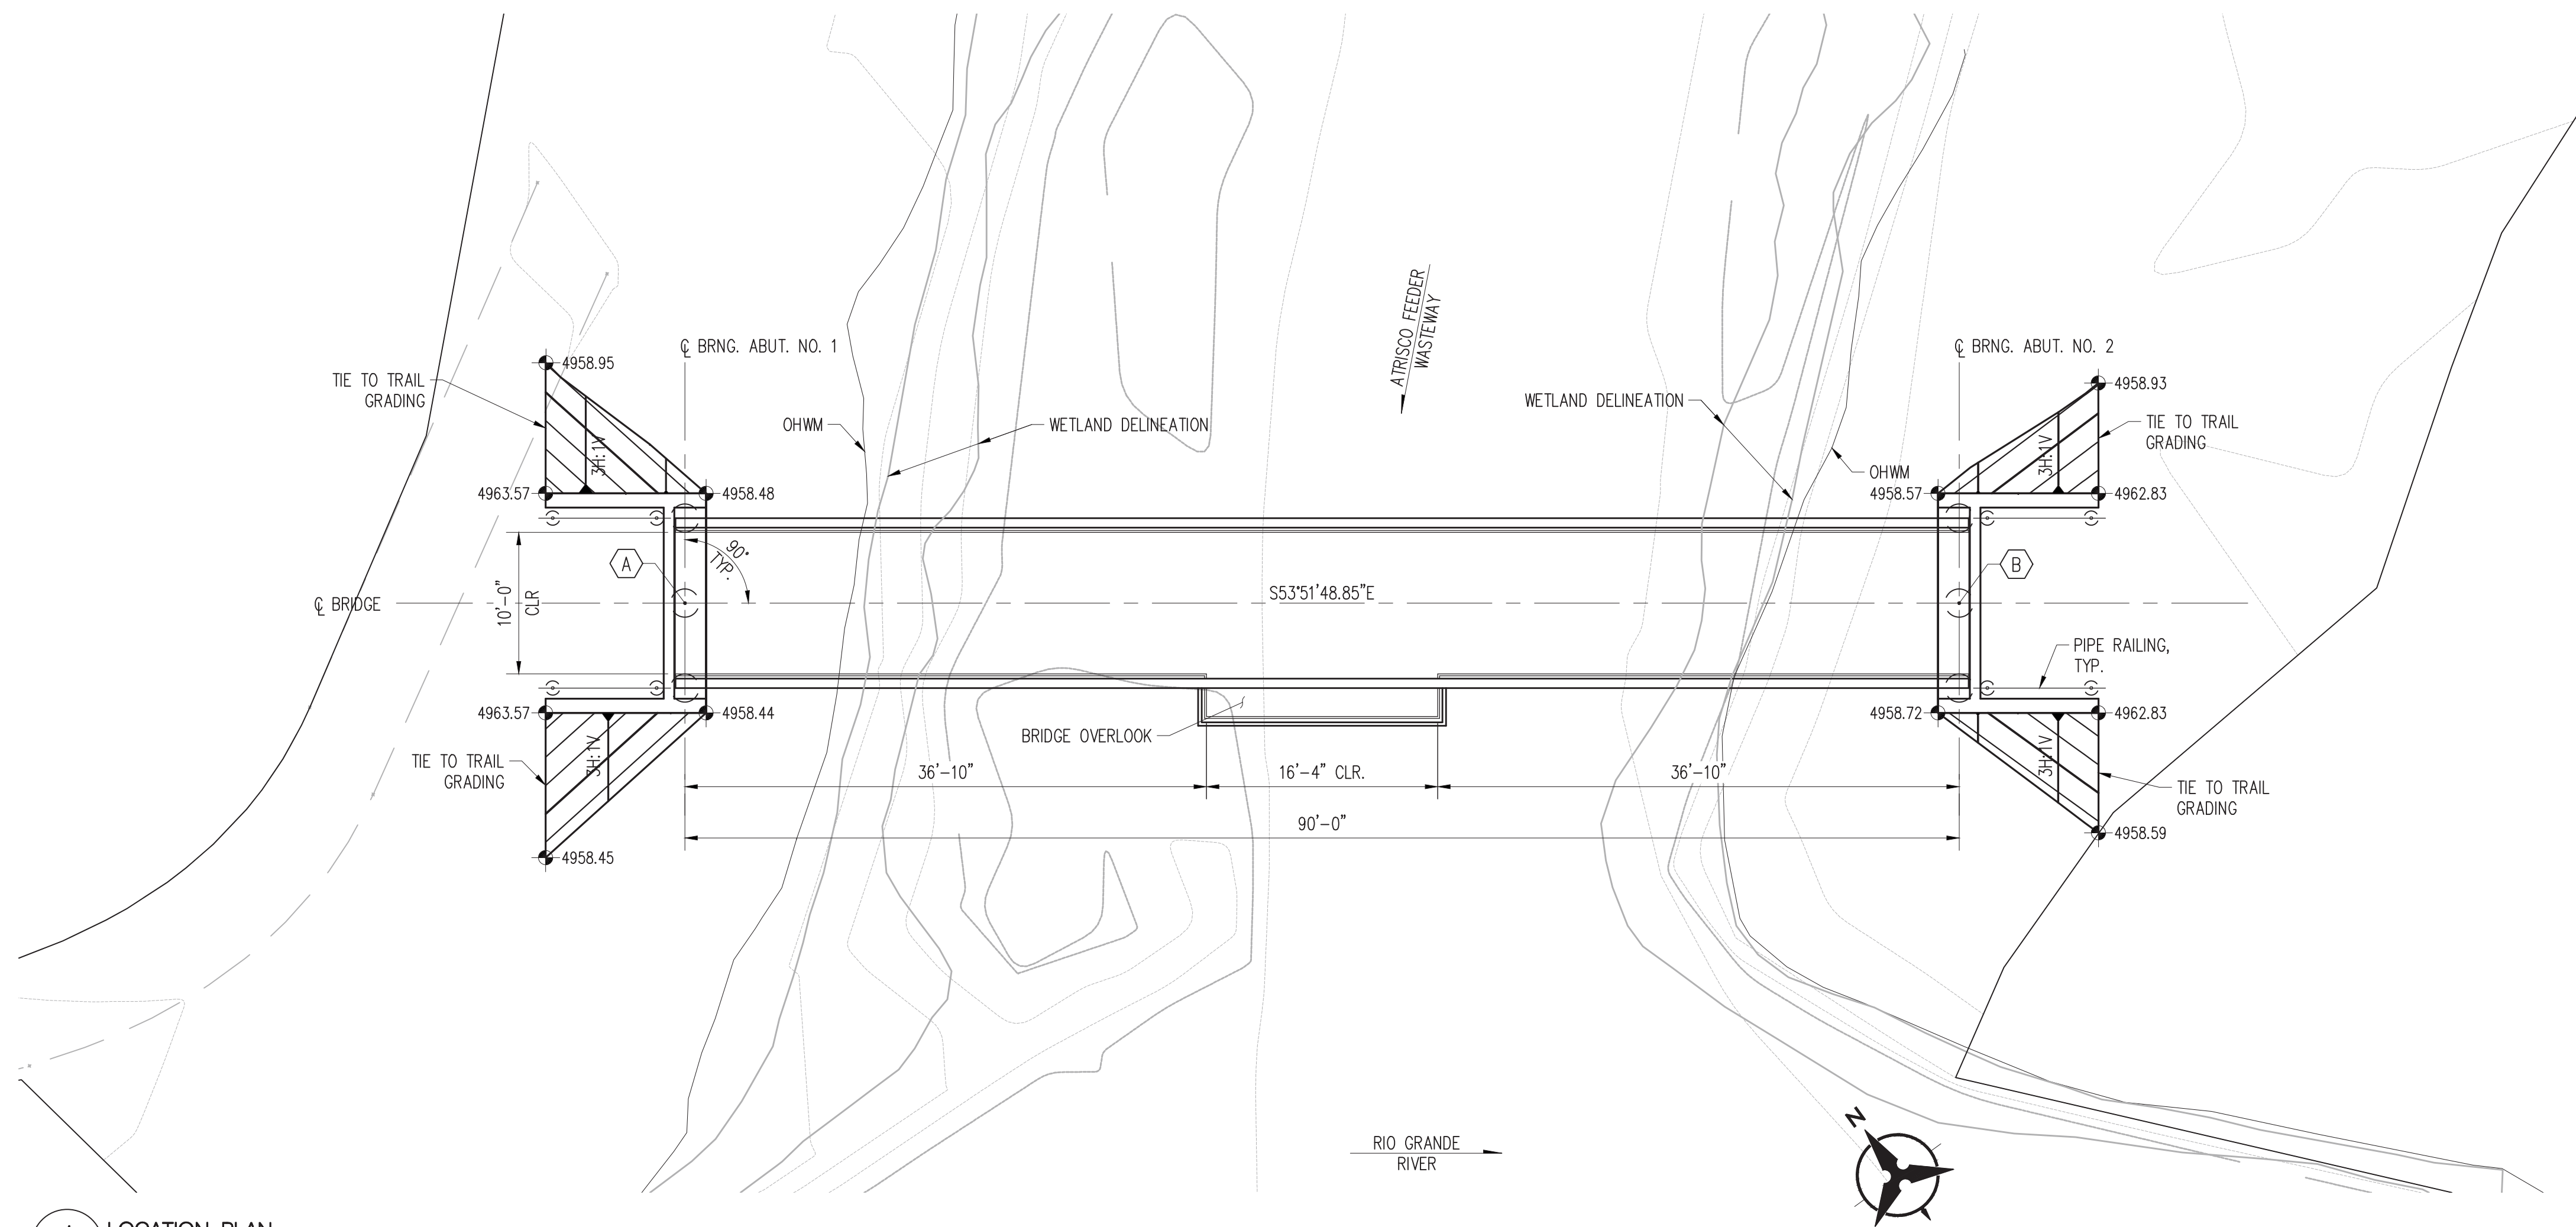 ATRISCO FEEDER
WASTEWAY
℄ BRNG. ABUT. NO. 1
℄ BRNG. ABUT. NO. 2
4958.95
TIE TO TRAIL
GRADING
3H:1V
OHWM
WETLAND DELINEATION
WETLAND DELINEATION
OHWM
4958.93
TIE TO TRAIL
GRADING
3H:1V
4963.57
4958.48
4958.57
4962.83
90°
TYP.
A
B
10'-0"
CLR
℄ BRIDGE
S53°51'48.85"E
PIPE RAILING,
TYP.
4963.57
4958.44
4958.72
4962.83
BRIDGE OVERLOOK
3H:1V
3H:1V
TIE TO TRAIL
GRADING
36'-10"
16'-4" CLR.
36'-10"
TIE TO TRAIL
GRADING
90'-0"
4958.45
4958.59
RIO GRANDE
RIVER
N
LOCATION PLAN